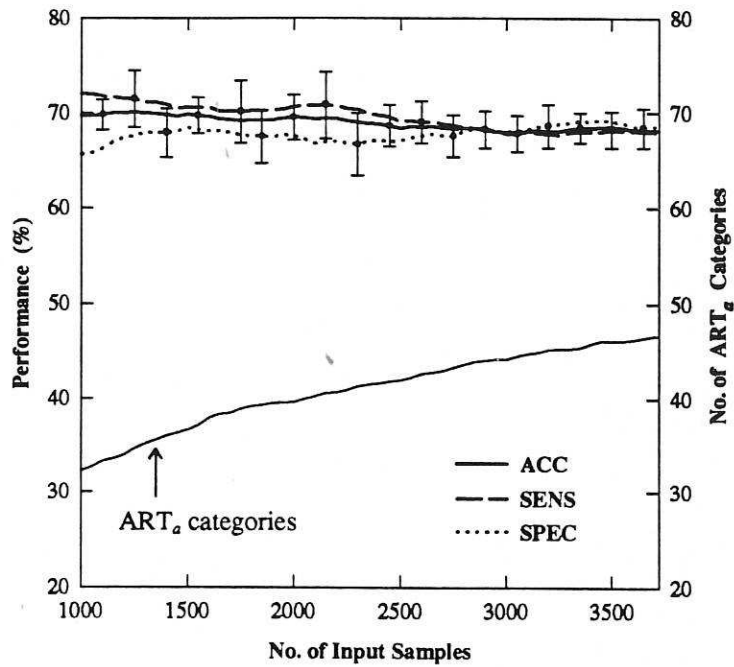 80
70
60
50
40
30
20
Performance (%)
80
70
60
50
40
30
20
No. of ARTa Categories
ACC
SENS
SPEC
ARTa categories
1000 1500 2000 2500 3000 3500
No. of Input Samples